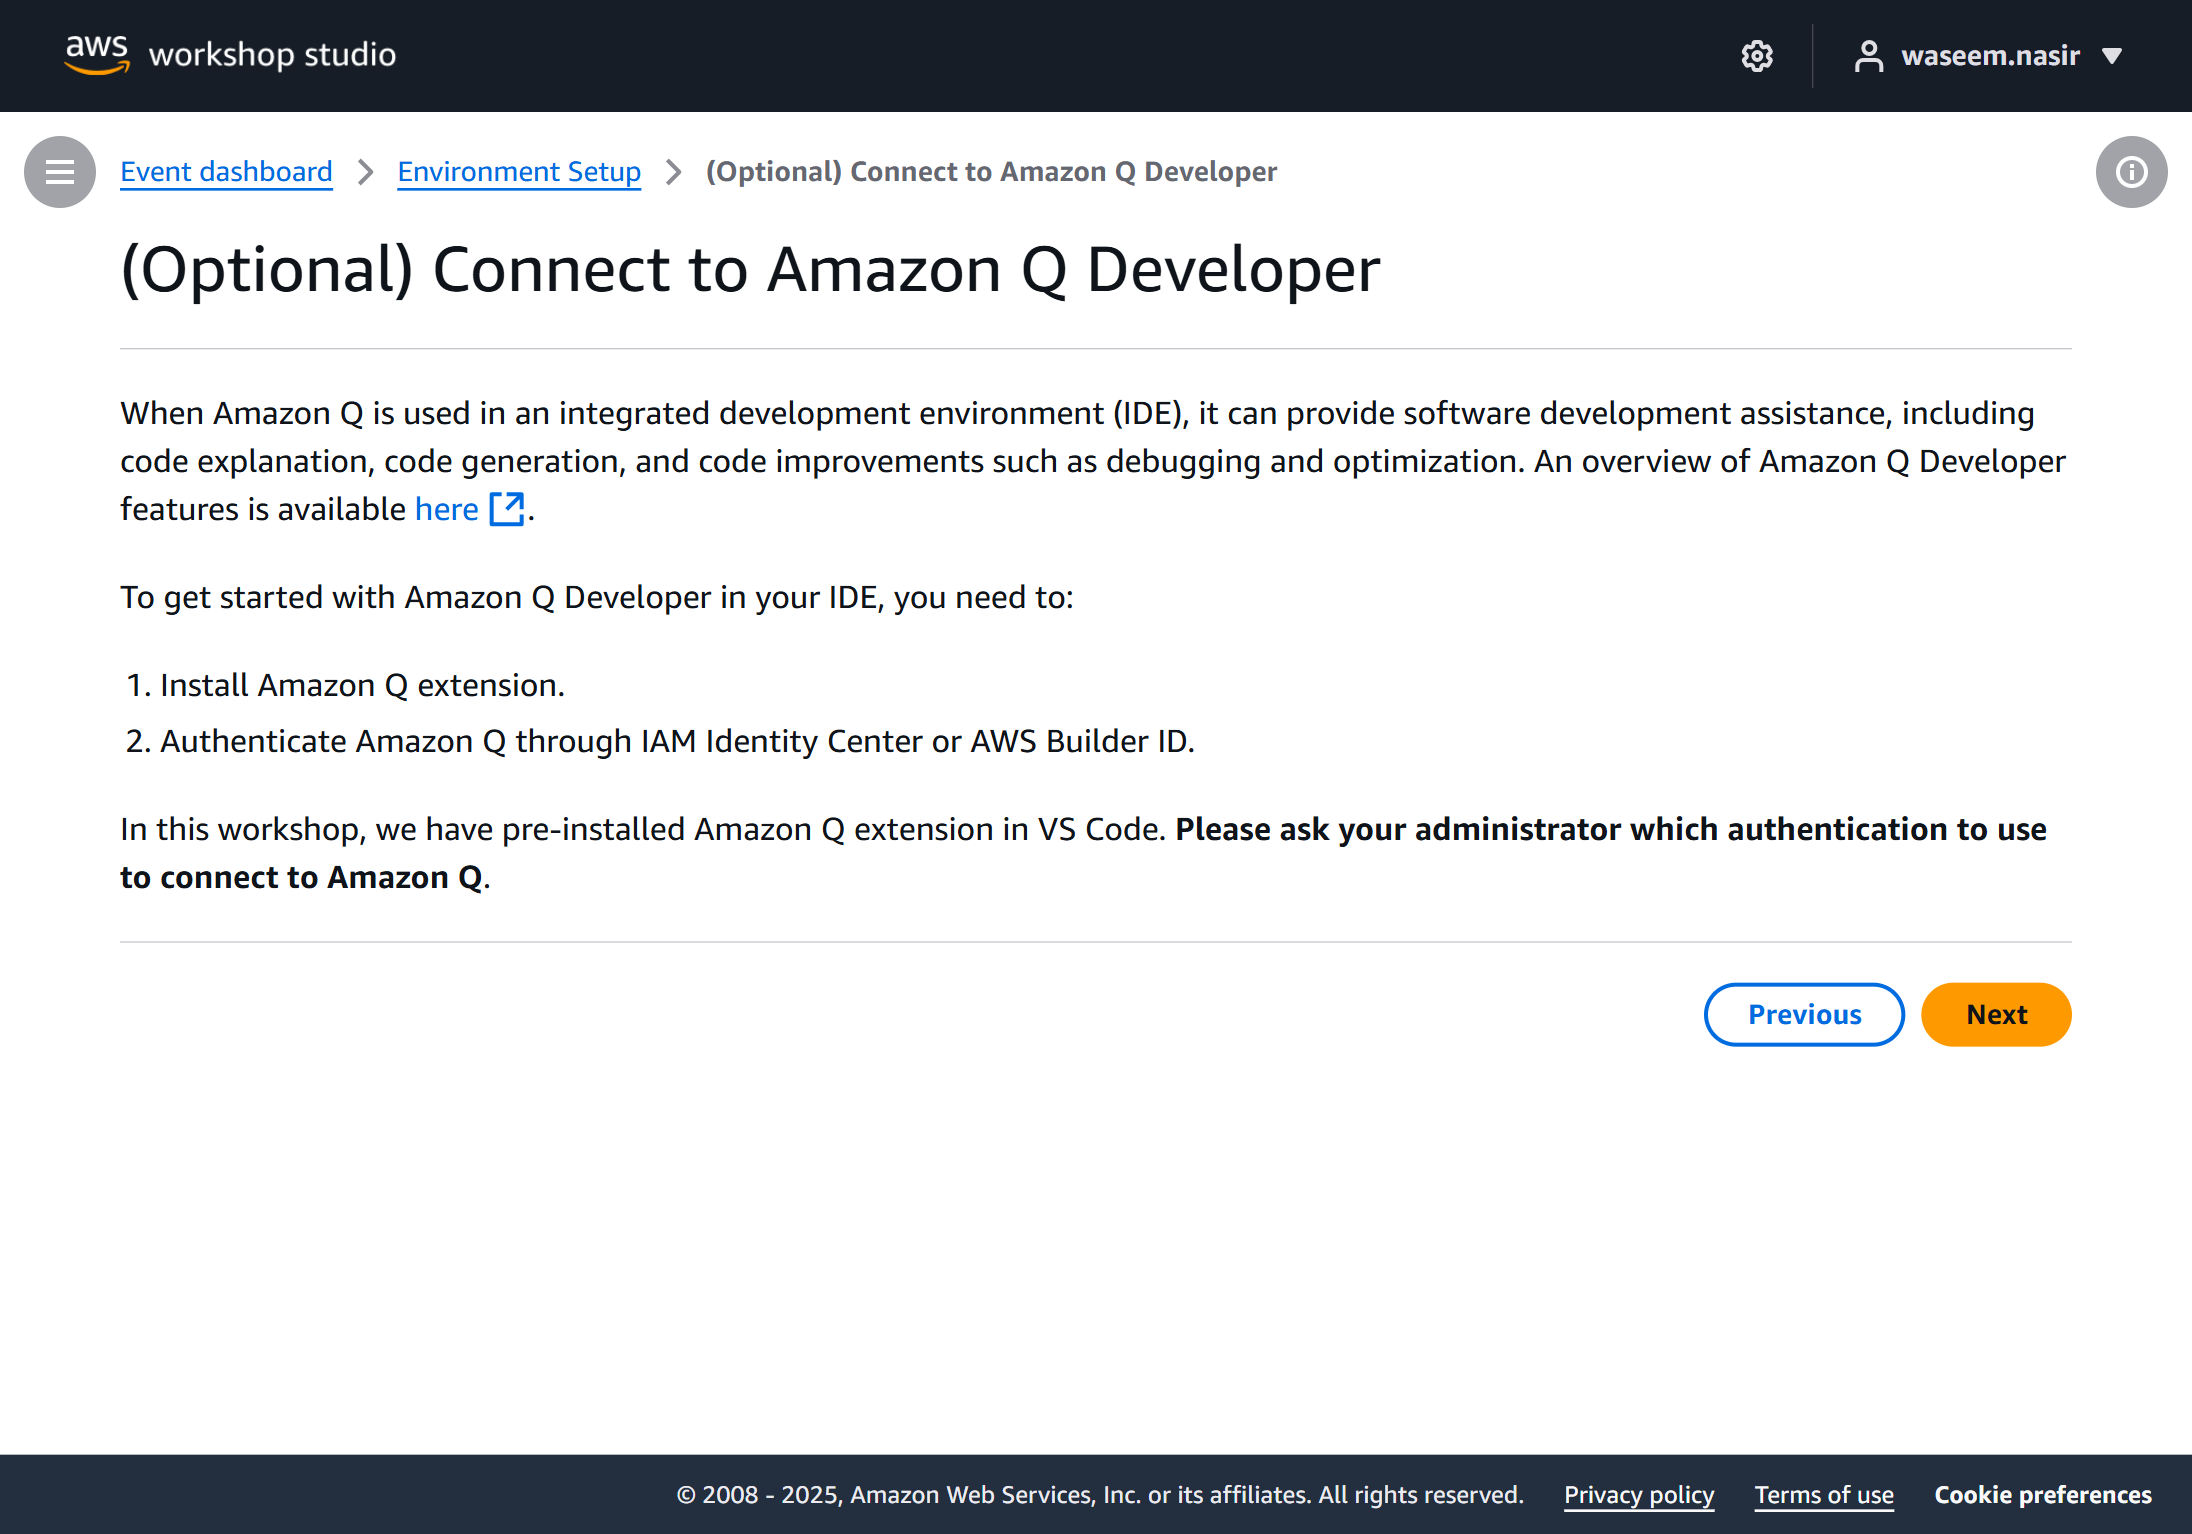 aws workshop studio
waseem.nasir
Event dashboard > Environment Setup > (Optional) Connect to Amazon Q Developer
(Optional) Connect to Amazon Q Developer
When Amazon Q is used in an integrated development environment (IDE), it can provide software development assistance, including
code explanation, code generation, and code improvements such as debugging and optimization. An overview of Amazon Q Developer
features is available here.
To get started with Amazon Q Developer in your IDE, you need to:
1. Install Amazon Q extension.
2. Authenticate Amazon Q through IAM Identity Center or AWS Builder ID.
In this workshop, we have pre-installed Amazon Q extension in VS Code. Please ask your administrator which authentication to use
to connect to Amazon Q.
Previous Next
© 2008 - 2025, Amazon Web Services, Inc. or its affiliates. All rights reserved. Privacy policy Terms of use Cookie preferences